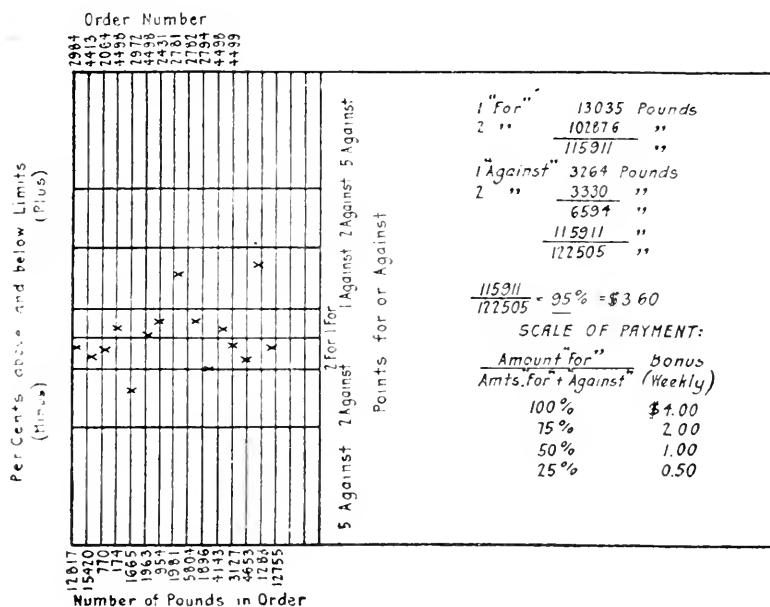 Order Number
2984
4413
2064
4498
2972
4498
2431
2781
2782
2794
4498
4499
Per Cents above and below Limits
(Minus) (Plus)
5 Against 2 Against 2 For 1 For 1 Against 2 Against 5 Against
Points for or Against
12817
15420
770
174
1665
1963
954
1981
5804
1896
4143
3127
4653
1283
12755
Number of Pounds in Order
1 "For" 13035 Pounds
2 " 102876 "
115911 "
1 "Against" 3264 Pounds
2 " 3330 "
6594 "
115911 "
122505 "
115911
122505 = 95% = $3 60
SCALE OF PAYMENT:
Amount "For" Bonus
Amts. "For" + "Against" (Weekly)
100% $4.00
75% 2 00
50% 1.00
25% 0.50